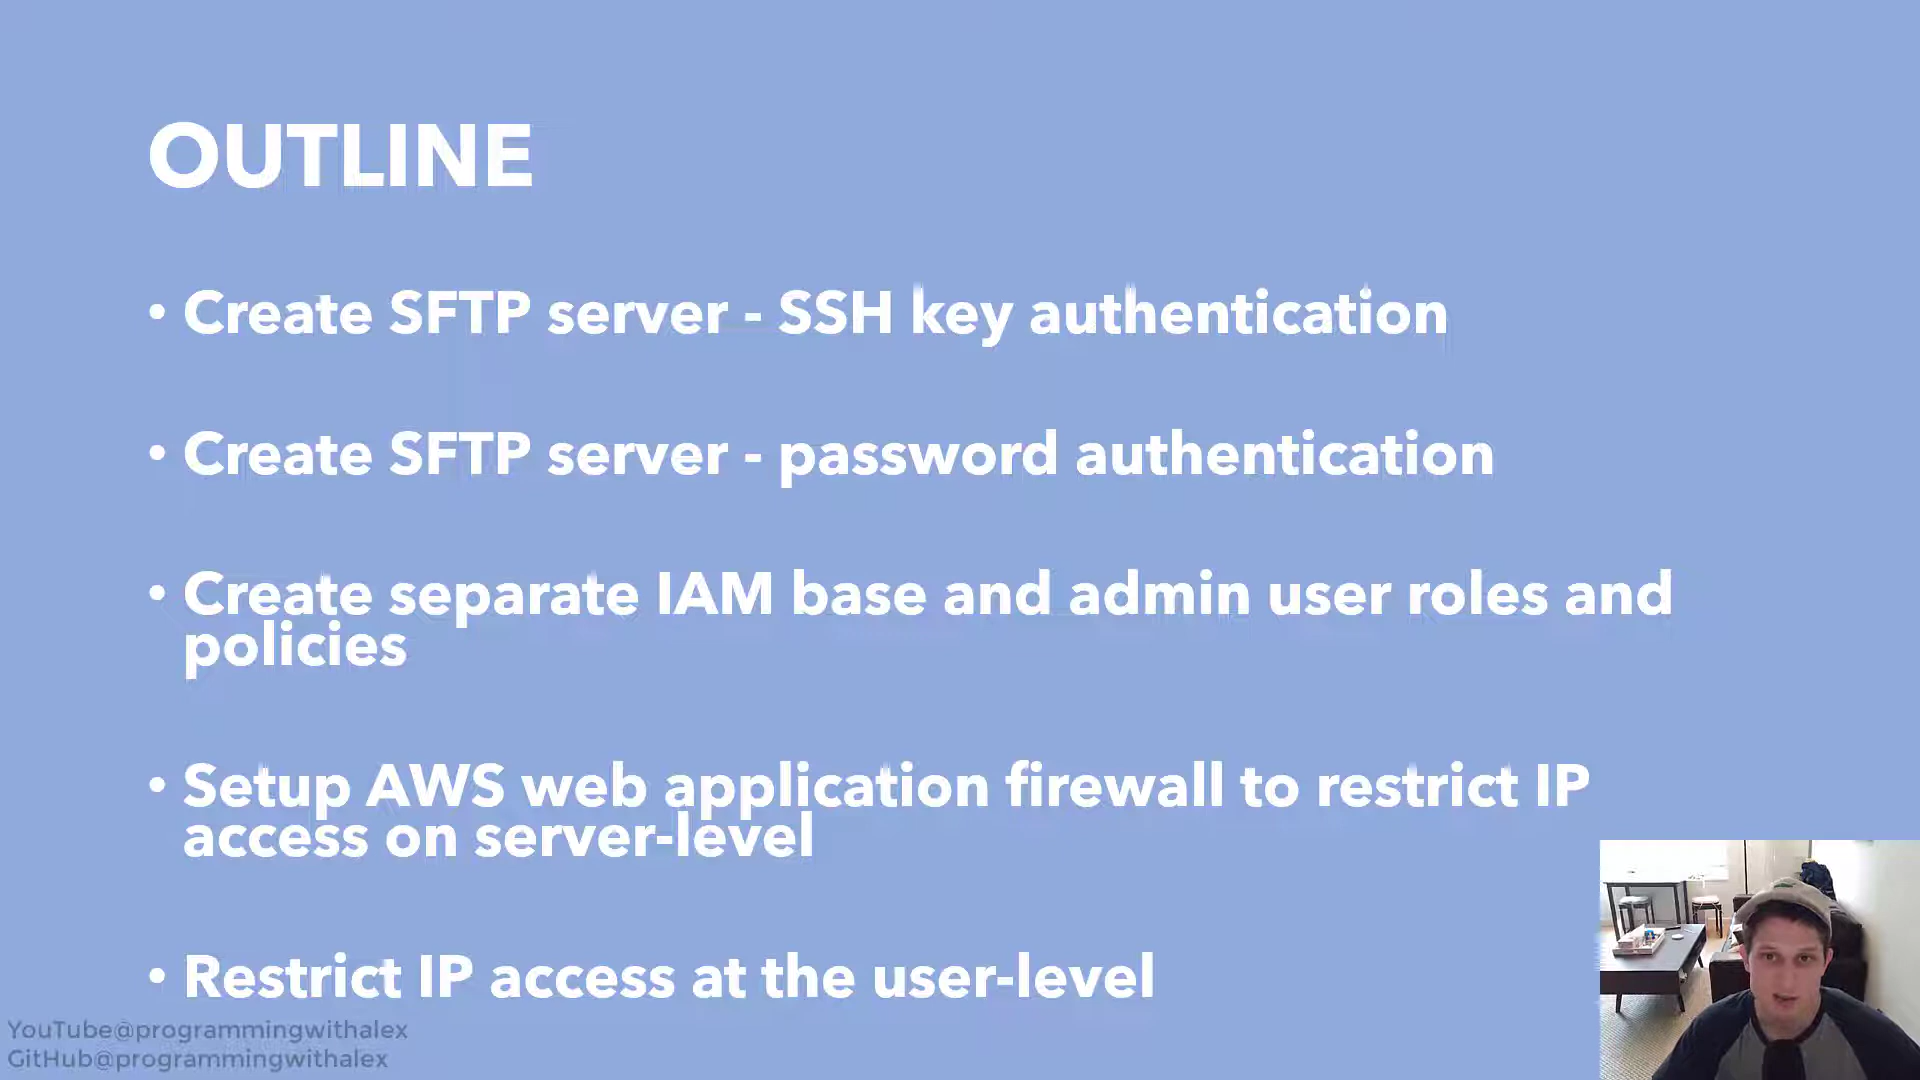 OUTLINE
• Create SFTP server - SSH key authentication
• Create SFTP server - password authentication
• Create separate IAM base and admin user roles and
policies
• Setup AWS web application firewall to restrict IP
access on server-level
• Restrict IP access at the user-level
YouTube@programmingwithalex
GitHub@programmingwithalex